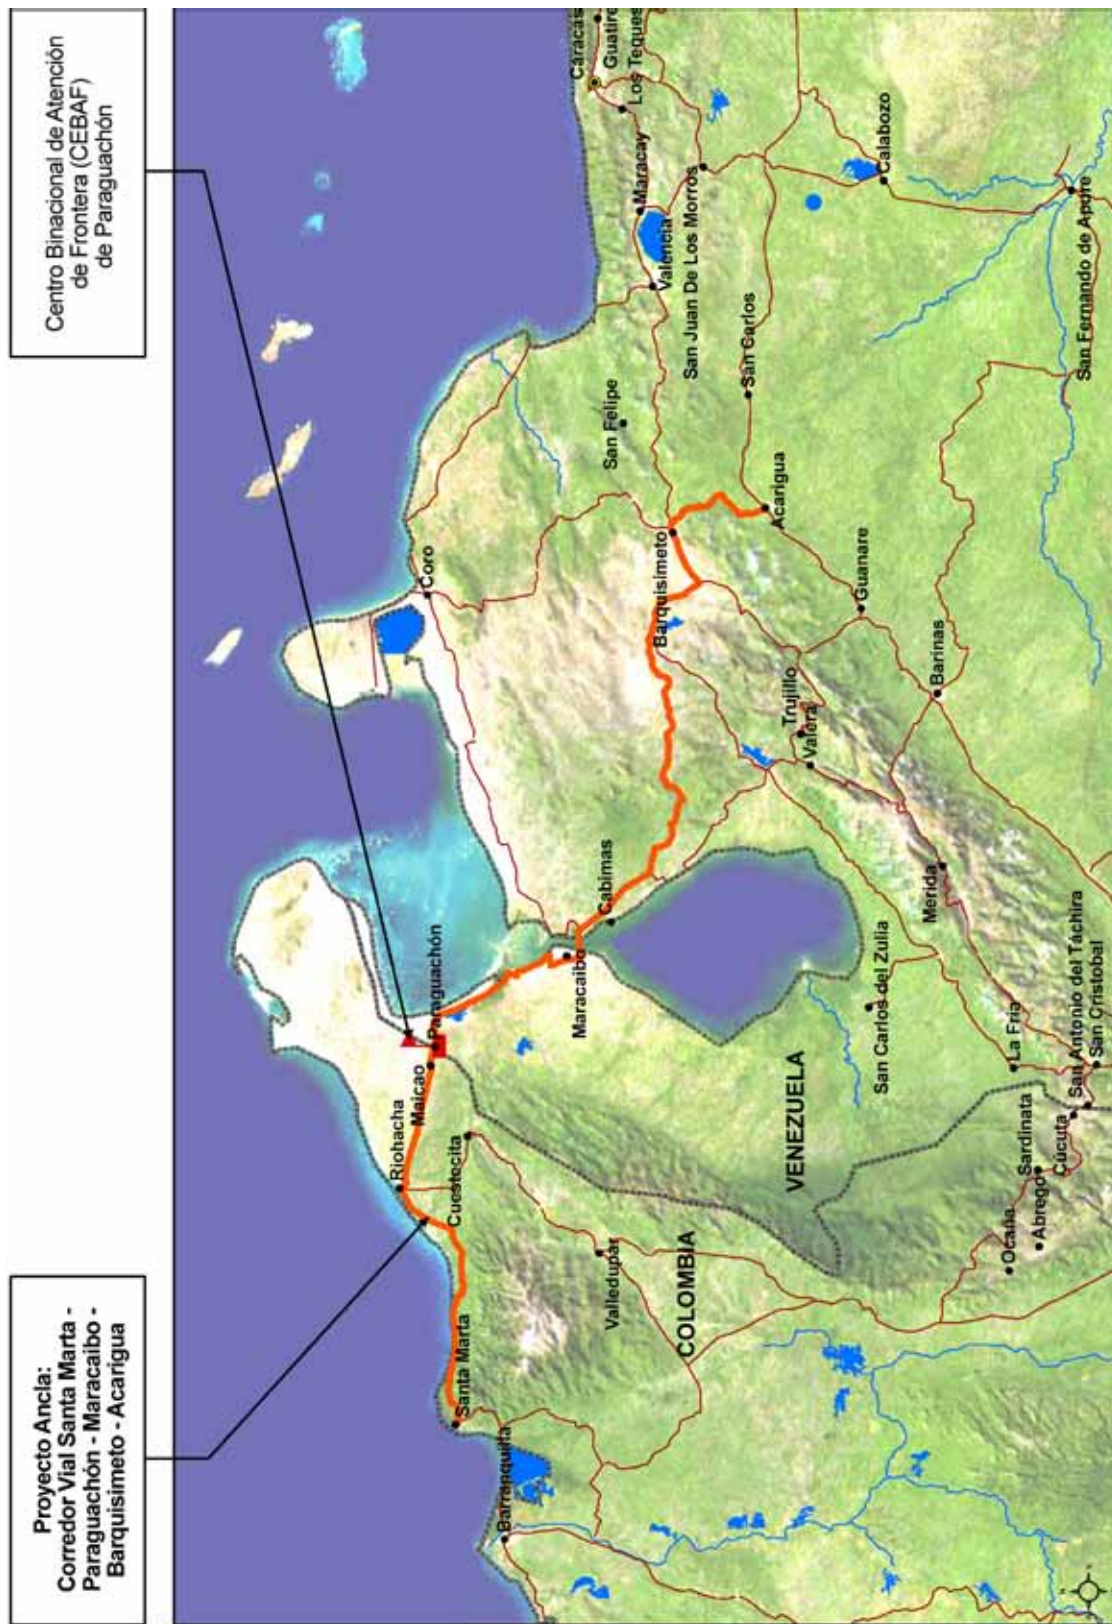 Proyecto Ancla:
Corredor Vial Santa Marta -
Paraguachón - Maracaibo -
Barquisimeto - Acarigua
Centro Binacional de Atención
de Frontera (CEBAF)
de Paraguachón
Barranquilla
Santa Marta
Riohacha
Cuestecita
Maicao
Paraguachón
Valledupar
COLOMBIA
VENEZUELA
Maracaibo
Cabimas
Coro
Barquisimeto
San Felipe
Acarigua
San Carlos
Valencia
Maracay
San Juan De Los Morros
Caracas
Guatire
Los Teques
Calabozo
San Fernando de Apure
Guanare
Barinas
Trujillo
Valera
Merida
San Carlos del Zulia
La Fria
San Antonio del Táchira
San Cristobal
Cúcuta
Sardinata
Abrego
Ocaña